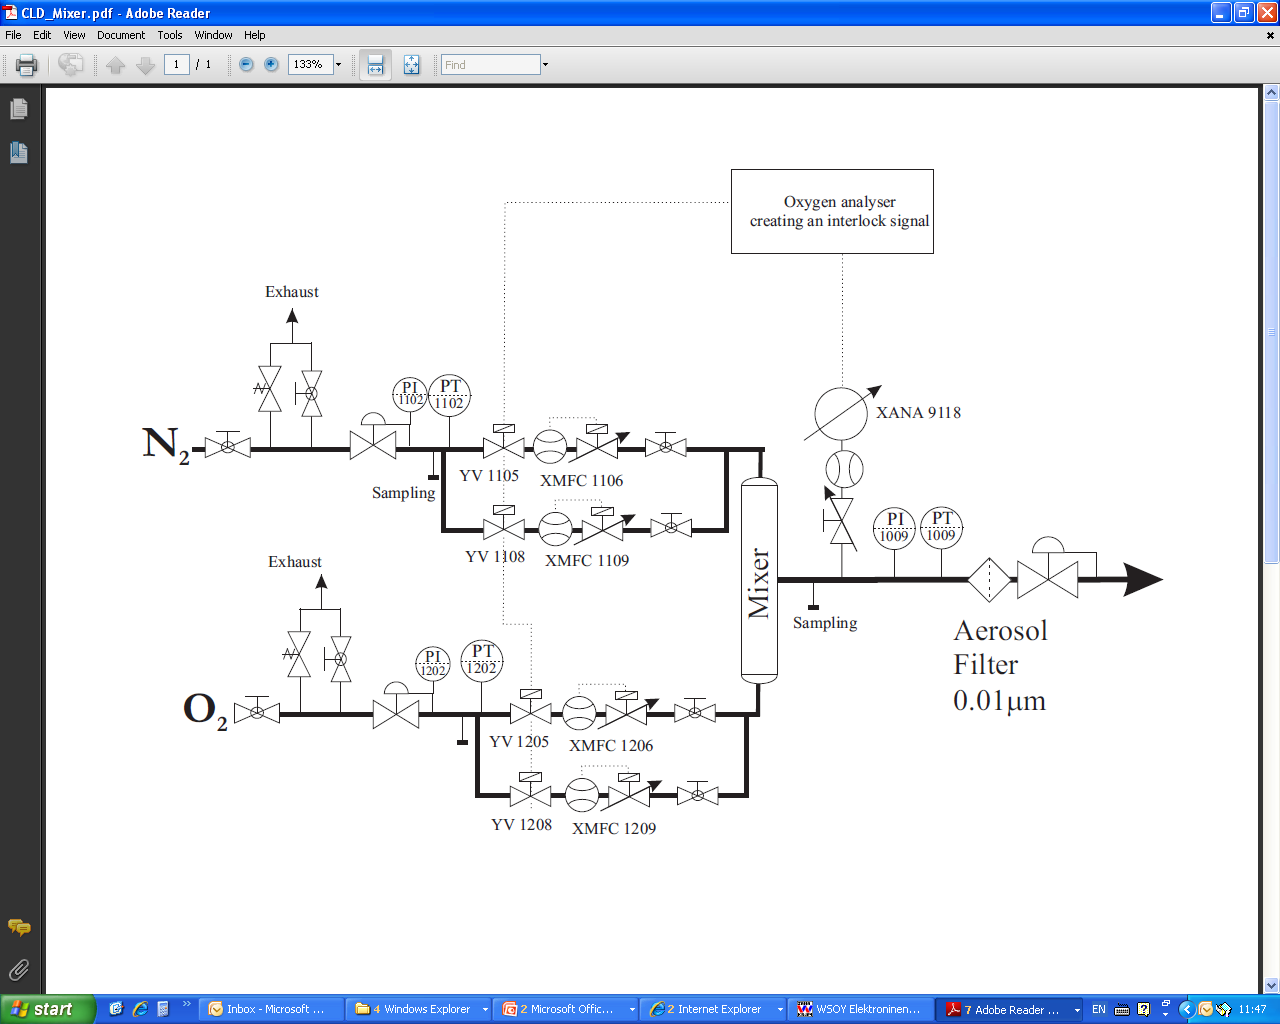 CLD_Mixer.pdf - Adobe Reader
File Edit View Document Tools Window Help
1 / 1 133% Find
Oxygen analyser
creating an interlock signal
Exhaust
PI 1102
PT 1102
XANA 9118
N2
YV 1105
XMFC 1106
Sampling
PI 1009
PT 1009
YV 1108
XMFC 1109
Exhaust
Mixer
Sampling
Aerosol
Filter
0.01µm
PI 1202
PT 1202
O2
YV 1205
XMFC 1206
YV 1208
XMFC 1209
start
Inbox - Microsoft ...
4 Windows Explorer
2 Microsoft Offic...
2 Internet Explorer
WSOY Elektroninen...
7 Adobe Reader ...
EN
11:47